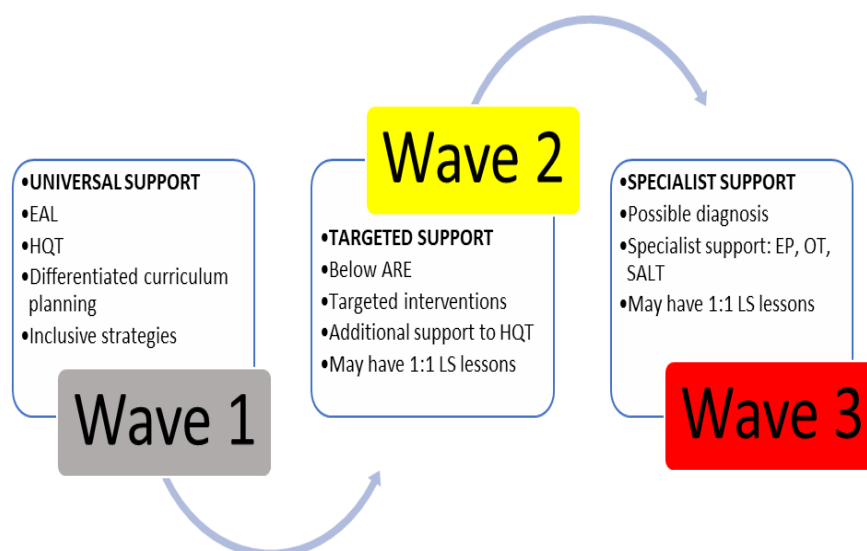 •UNIVERSAL SUPPORT
•EAL
•HQT
•Differentiated curriculum
planning
•Inclusive strategies
Wave 1
Wave 2
•TARGETED SUPPORT
•Below ARE
•Targeted interventions
•Additional support to HQT
•May have 1:1 LS lessons
•SPECIALIST SUPPORT
•Possible diagnosis
•Specialist support: EP, OT,
SALT
•May have 1:1 LS lessons
Wave 3